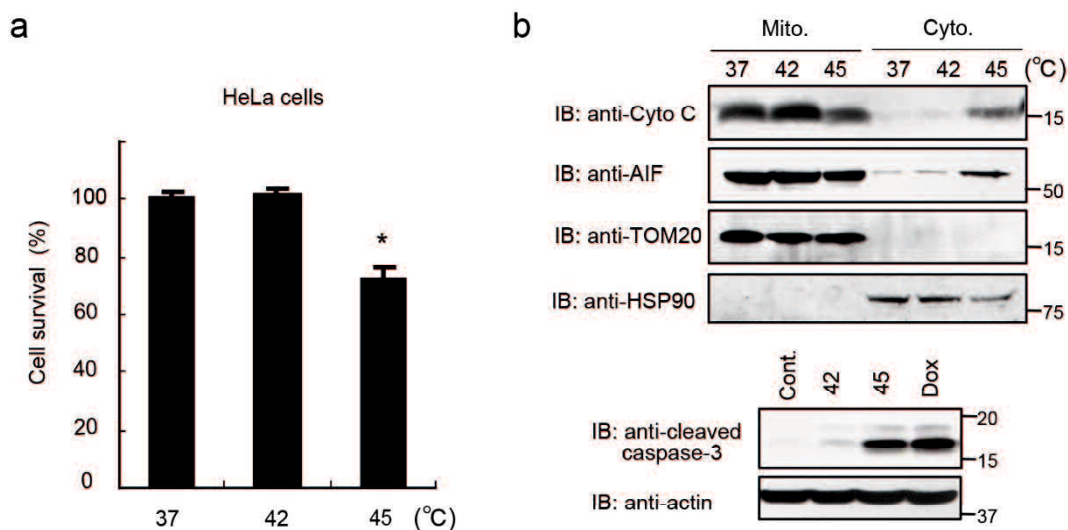 a
HeLa cells
Cell survival (%)
100
80
60
40
20
0
*
37 42 45 (°C)
b
Mito. Cyto.
37 42 45 37 42 45 (°C)
IB: anti-Cyto C 15
IB: anti-AIF 50
IB: anti-TOM20 15
IB: anti-HSP90 75
Cont. 42 45 Dox
20
IB: anti-cleaved
caspase-3 15
IB: anti-actin
37